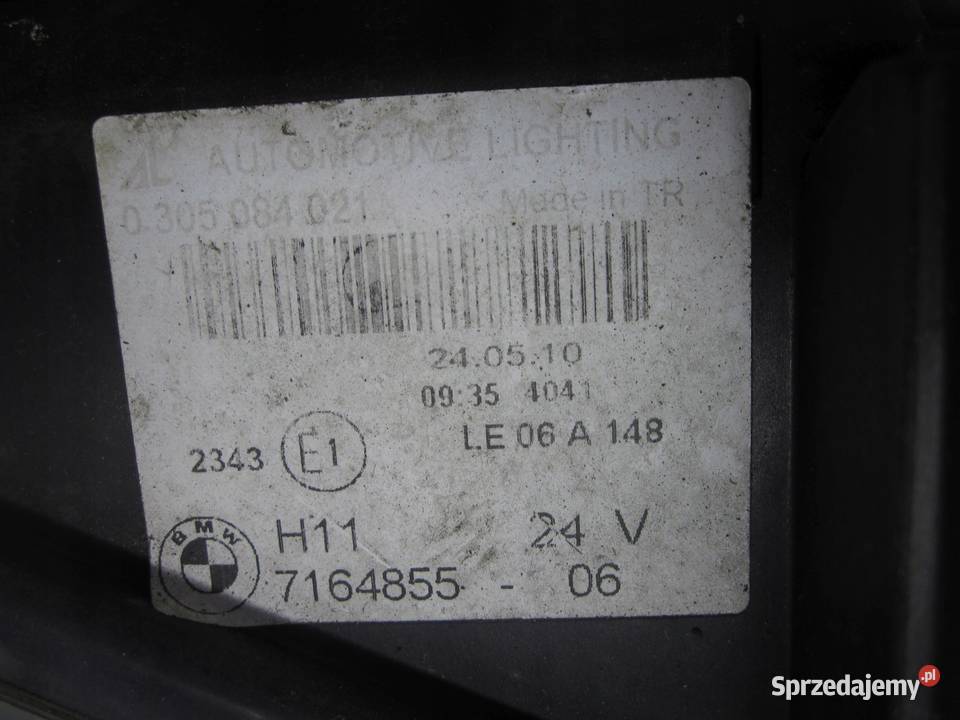 AL AUTOMOTIVE LIGHTING
0 305 084 021
Made in TR
24.05.10
09:35 4041
LE 06 A 148
2343 E1
BMW
H11 24 V
7164855 - 06
Sprzedajemy.pl